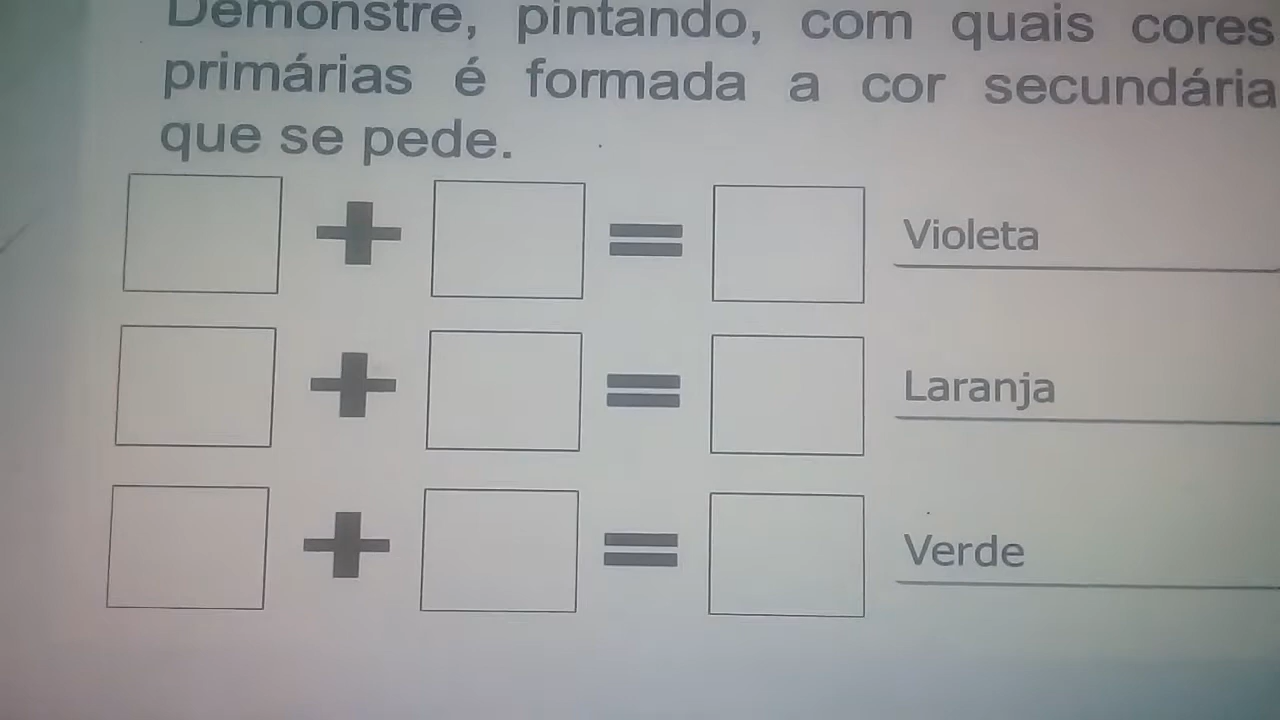 Demonstre, pintando, com quais cores
primárias é formada a cor secundária
que se pede.
+ = Violeta
+ = Laranja
+ = Verde